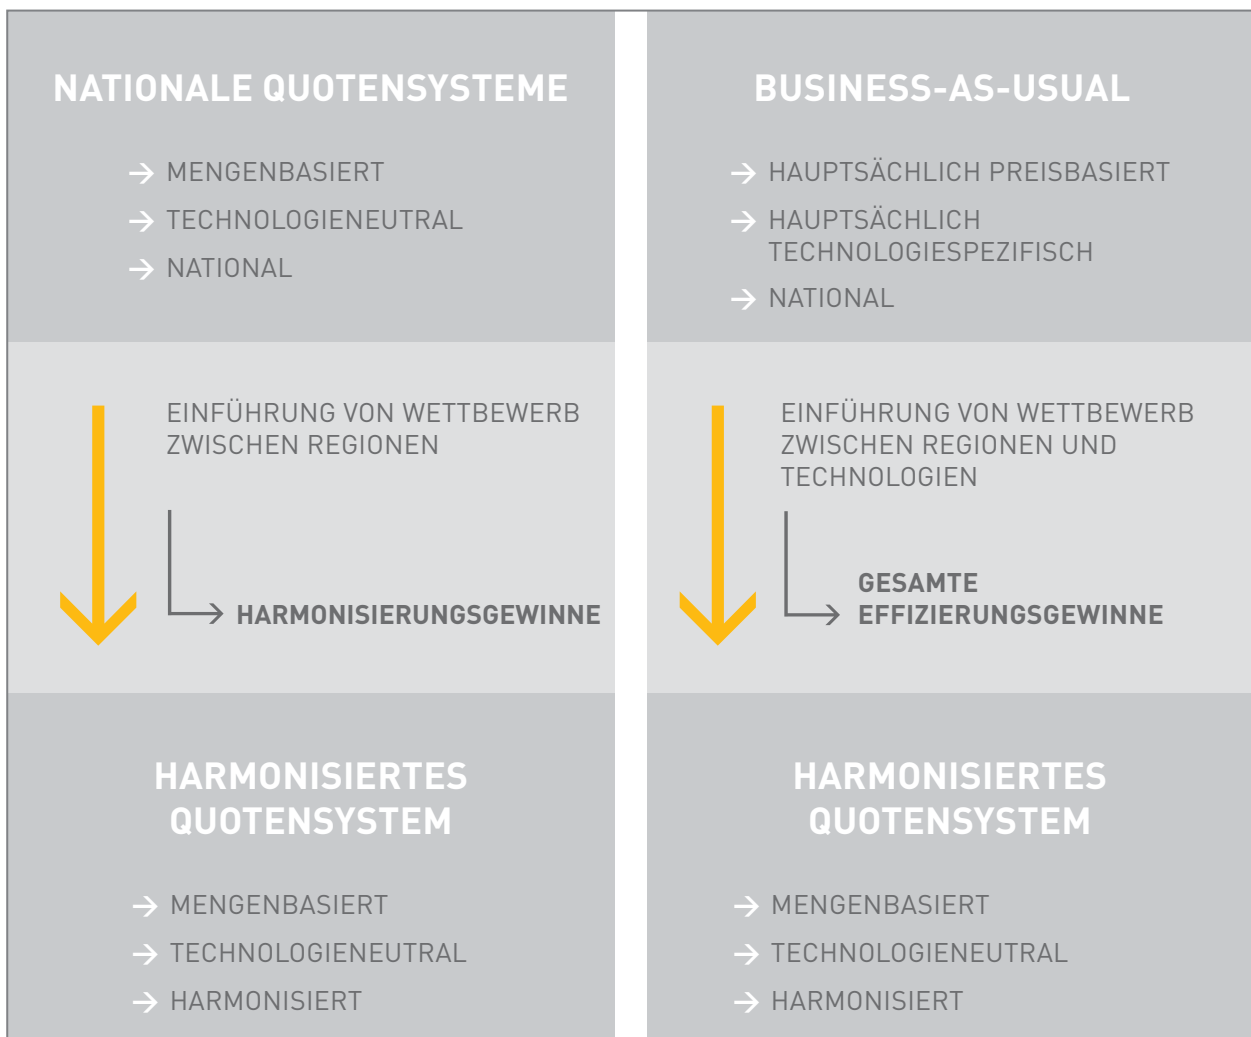 NATIONALE QUOTENSYSTEME
→ MENGENBASIERT
→ TECHNOLOGIENEUTRAL
→ NATIONAL
EINFÜHRUNG VON WETTBEWERB
ZWISCHEN REGIONEN
HARMONISIERUNGSGEWINNE
HARMONISIERTES
QUOTENSYSTEM
→ MENGENBASIERT
→ TECHNOLOGIENEUTRAL
→ HARMONISIERT
BUSINESS-AS-USUAL
→ HAUPTSÄCHLICH PREISBASIERT
→ HAUPTSÄCHLICH
TECHNOLOGIESPEZIFISCH
→ NATIONAL
EINFÜHRUNG VON WETTBEWERB
ZWISCHEN REGIONEN UND
TECHNOLOGIEN
GESAMTE
EFFIZIERUNGSGEWINNE
HARMONISIERTES
QUOTENSYSTEM
→ MENGENBASIERT
→ TECHNOLOGIENEUTRAL
→ HARMONISIERT